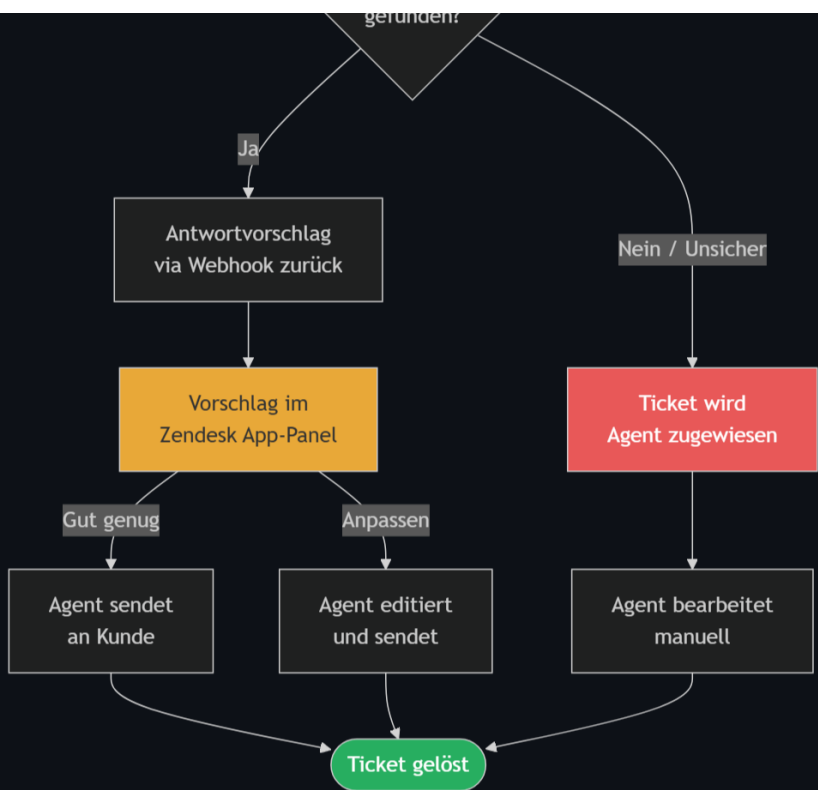 gefunden?
Ja
Nein / Unsicher
Antwortvorschlag
via Webhook zurück
Vorschlag im
Zendesk App-Panel
Ticket wird
Agent zugewiesen
Gut genug
Anpassen
Agent sendet
an Kunde
Agent editiert
und sendet
Agent bearbeitet
manuell
Ticket gelöst